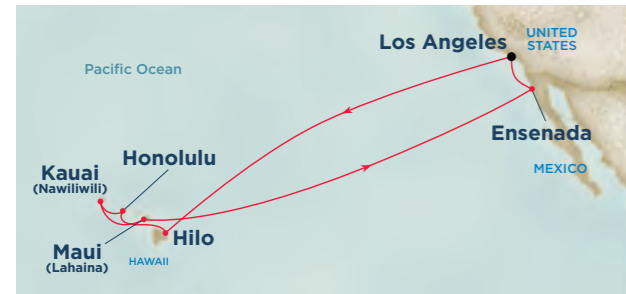 Los Angeles
UNITED
STATES
Pacific Ocean
Ensenada
MEXICO
Honolulu
Kauai
(Nawiliwili)
Maui
(Lahaina)
Hilo
HAWAII